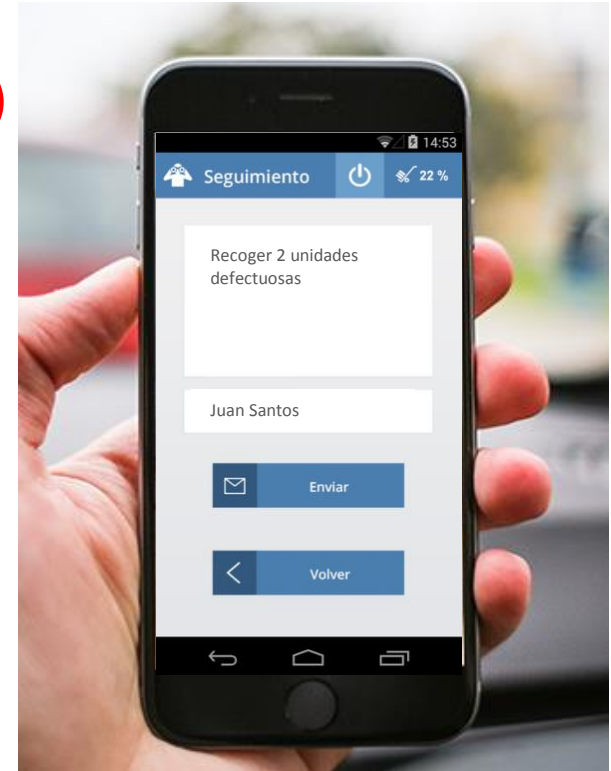 14:53
Seguimiento
22 %
Recoger 2 unidades
defectuosas
Juan Santos
Enviar
Volver